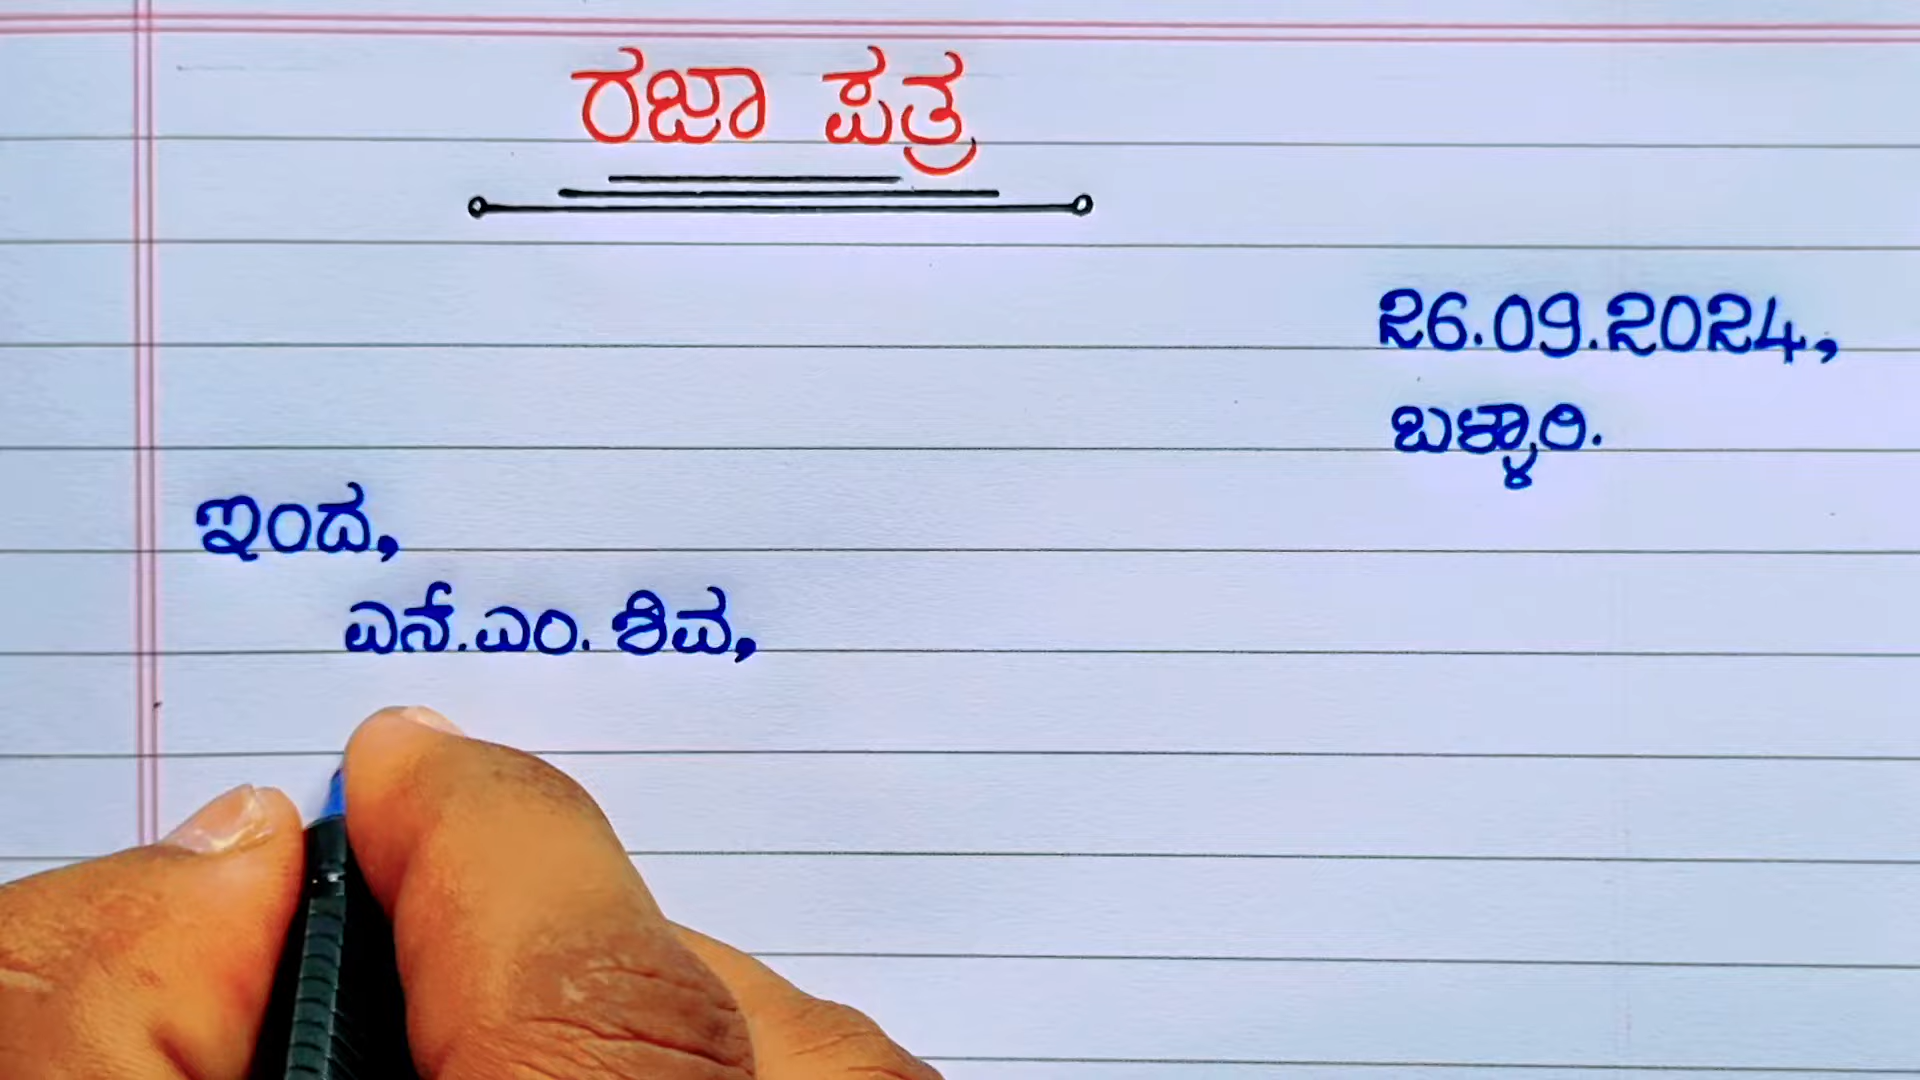 ರಜಾ ಪತ್ರ
26.09.2024,
ಬಳ್ಳಾರಿ.
ಇಂದ,
ಎನೇ.ಎಂ. ಶಿವ,